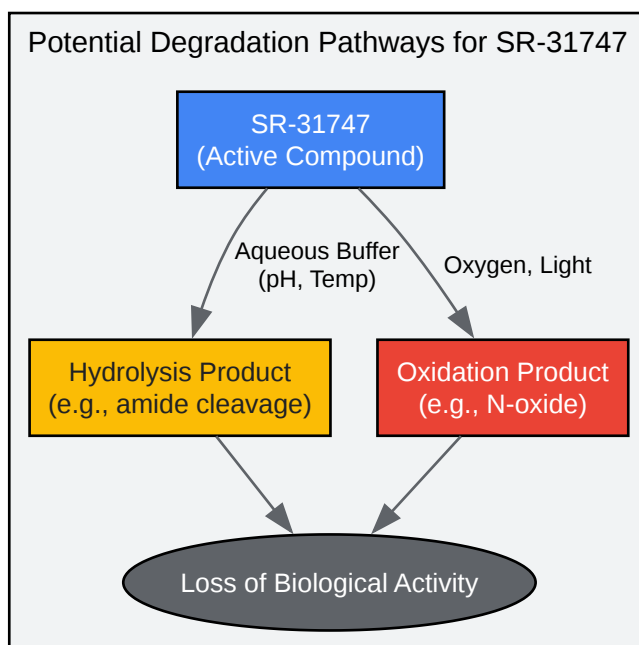 Potential Degradation Pathways for SR-31747
SR-31747
(Active Compound)
Aqueous Buffer
(pH, Temp)
Oxygen, Light
Hydrolysis Product
(e.g., amide cleavage)
Oxidation Product
(e.g., N-oxide)
Loss of Biological Activity